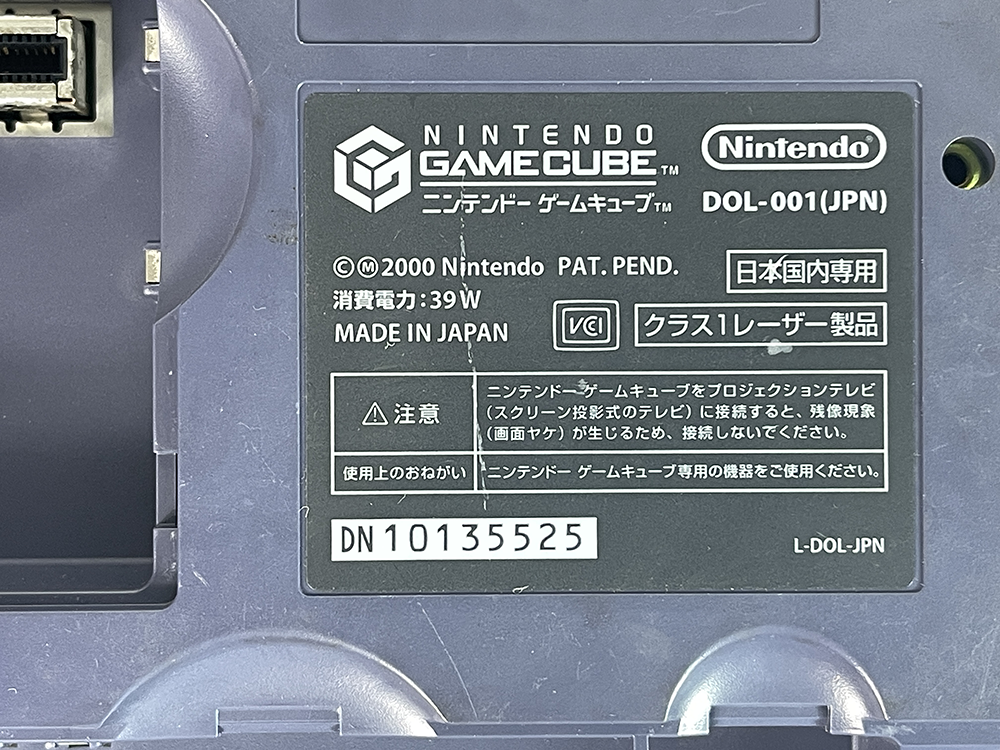 NINTENDO
GAMECUBE™
ニンテンドー ゲームキューブ™
Nintendo®
DOL-001(JPN)
©Ⓜ2000 Nintendo PAT. PEND.
日本国内専用
消費電力：39W
MADE IN JAPAN
VCI
クラス1レーザー製品
⚠注意
ニンテンドー ゲームキューブをプロジェクションテレビ
（スクリーン投影式のテレビ）に接続すると、残像現象
（画面ヤケ）が生じるため、接続しないでください。
使用上のおねがい
ニンテンドー ゲームキューブ専用の機器をご使用ください。
DN10135525
L-DOL-JPN